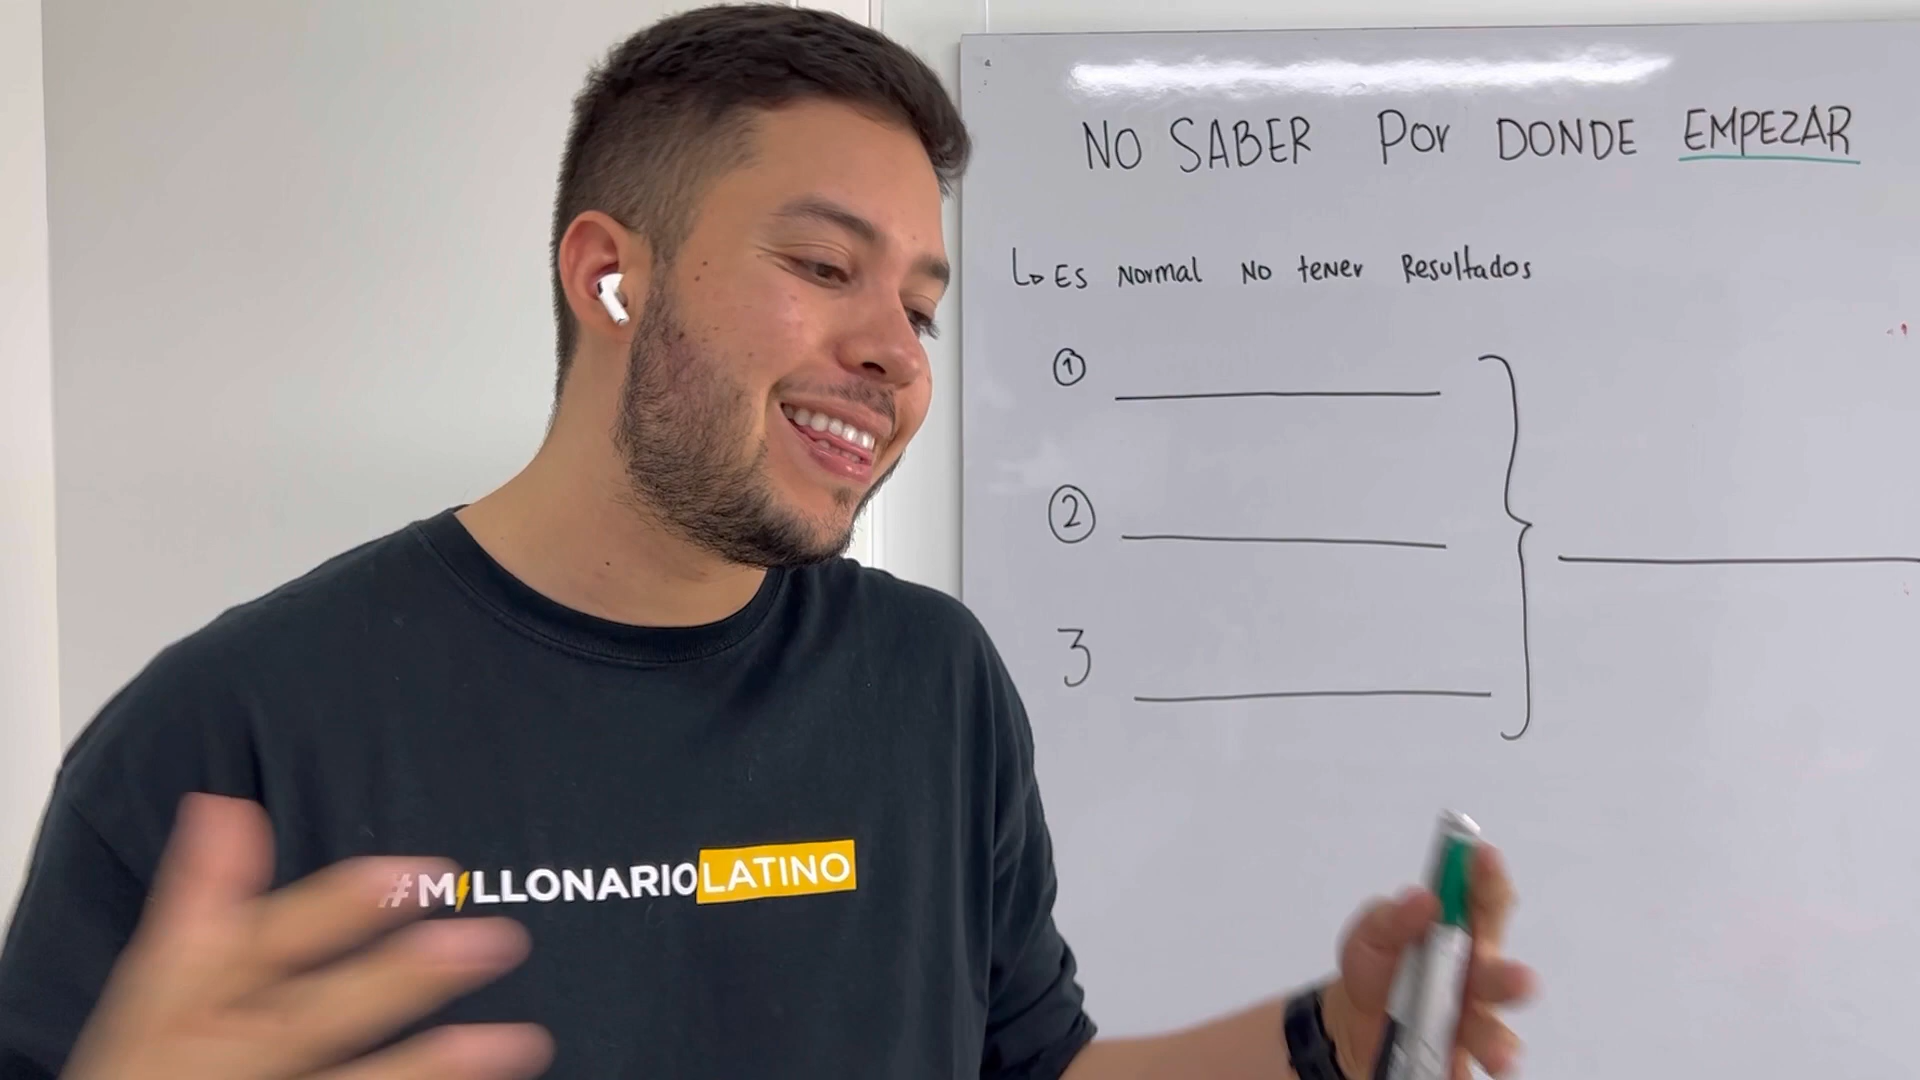 NO SABER Por DONDE EMPEZAR
Es Normal No tener Resultados
1
2
3
#MILLONARIOLATINO